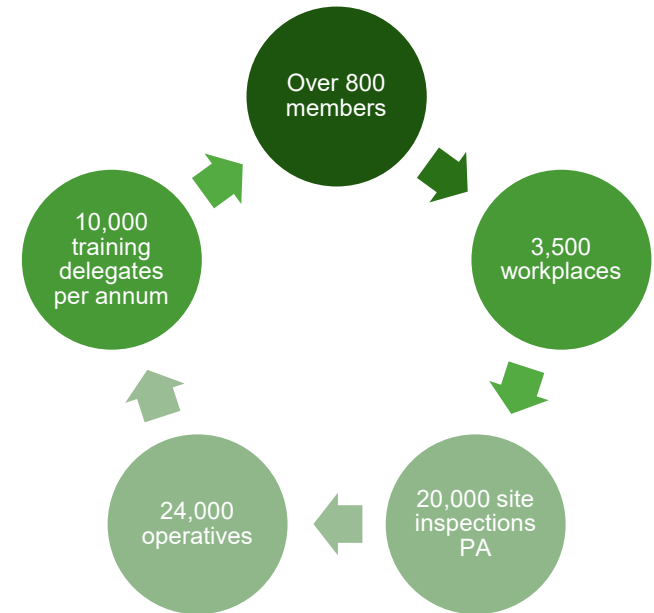 Over 800
members
3,500
workplaces
20,000 site
inspections
PA
24,000
operatives
10,000
training
delegates
per annum